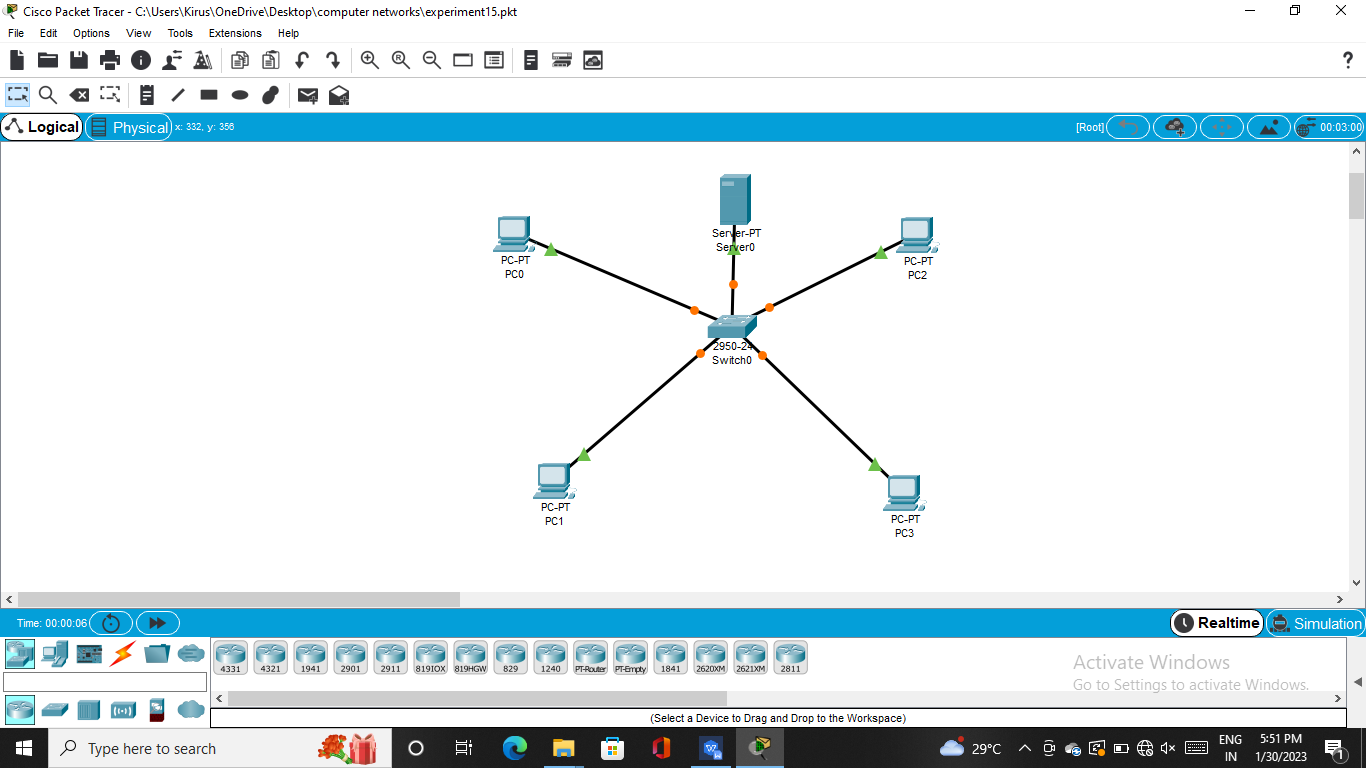 Cisco Packet Tracer - C:\Users\Kirus\OneDrive\Desktop\computer networks\experiment15.pkt
File Edit Options View Tools Extensions Help
R
?
Logical Physical x: 332, y: 356 [Root] 00:03:00
Server-PT
Server0
PC-PT
PC0
PC-PT
PC2
2950-24
Switch0
PC-PT
PC1
PC-PT
PC3
Time: 00:00:06 Realtime Simulation
4331 4321 1941 2901 2911 819IOX 819HGW 829 1240 PT-Router PT-Empty 1841 2620XM 2621XM 2811
Activate Windows
Go to Settings to activate Windows.
(Select a Device to Drag and Drop to the Workspace)
Type here to search
W
29°C
ENG
IN
5:51 PM
1/30/2023
1